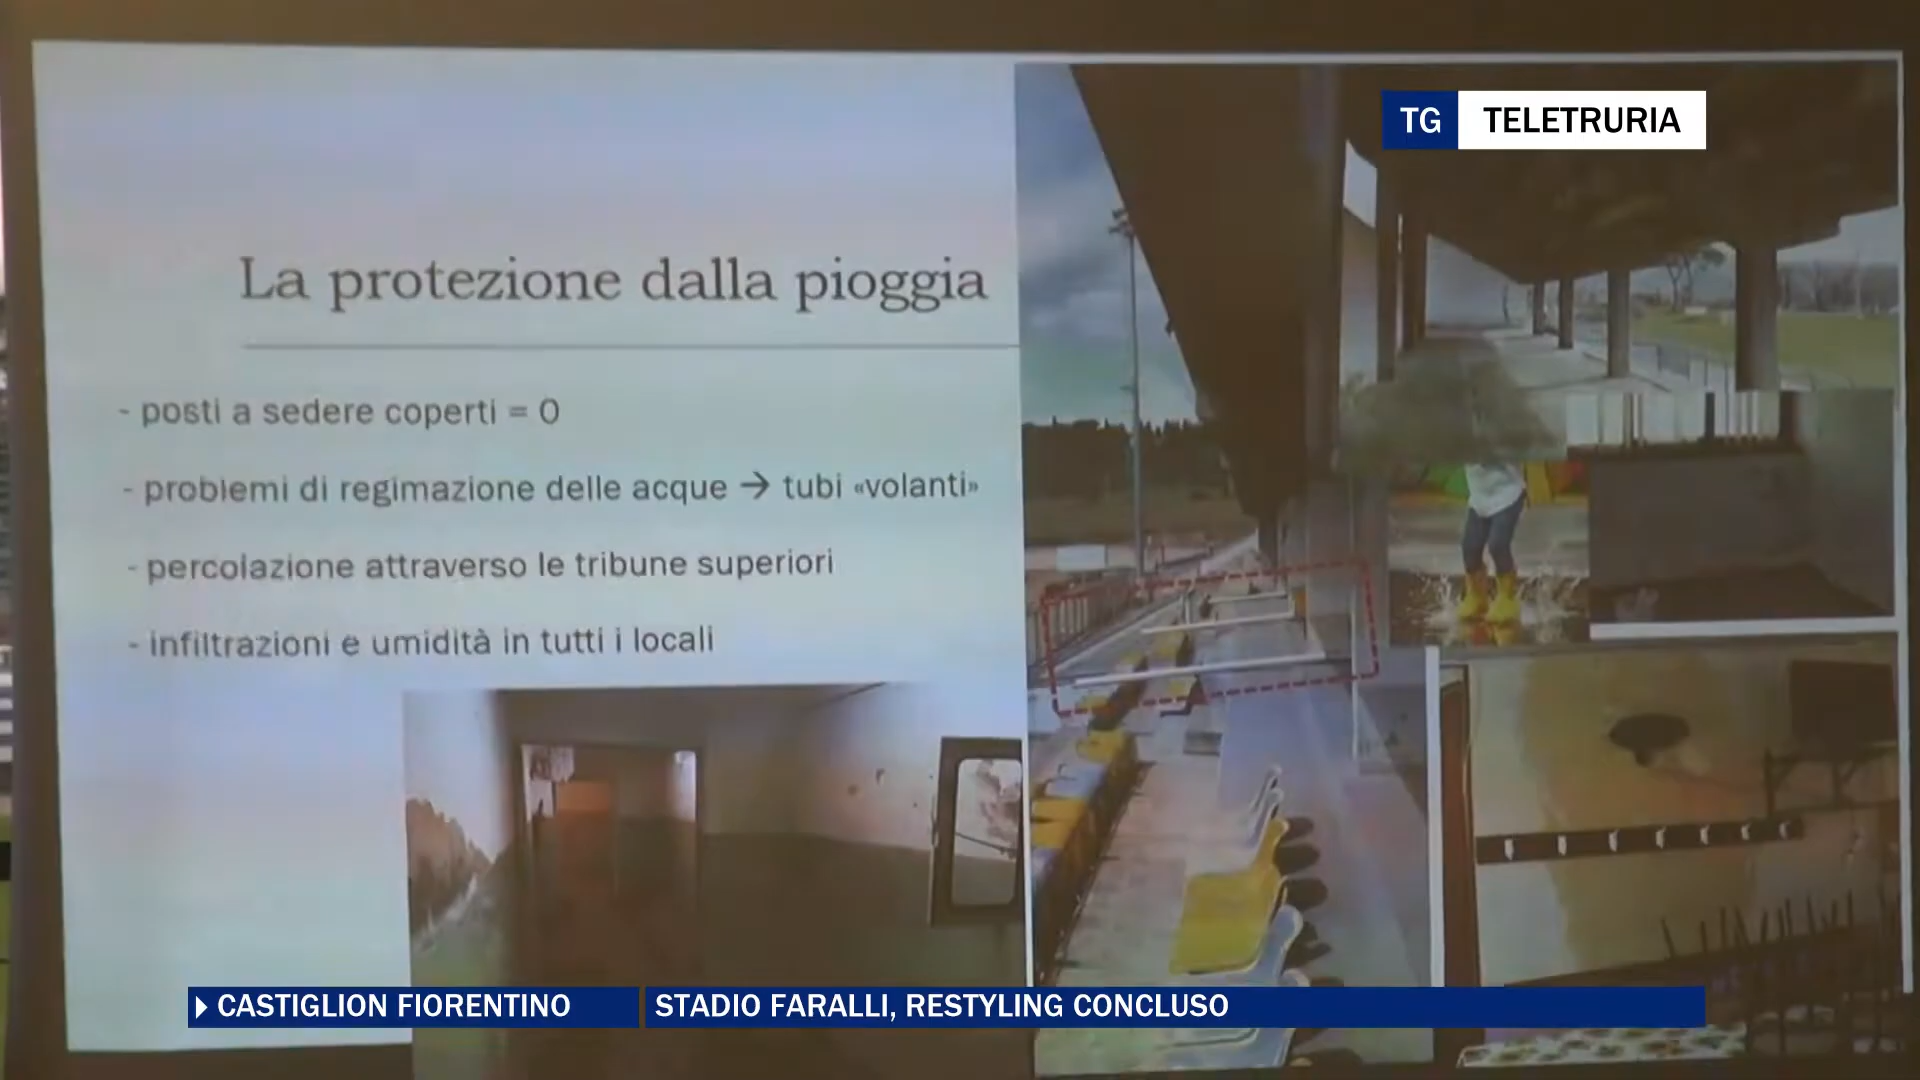 TG TELETRURIA
La protezione dalla pioggia
- posti a sedere coperti = 0
- problemi di regimazione delle acque → tubi «volanti»
- percolazione attraverso le tribune superiori
- infiltrazioni e umidità in tutti i locali
CASTIGLION FIORENTINO STADIO FARALLI, RESTYLING CONCLUSO